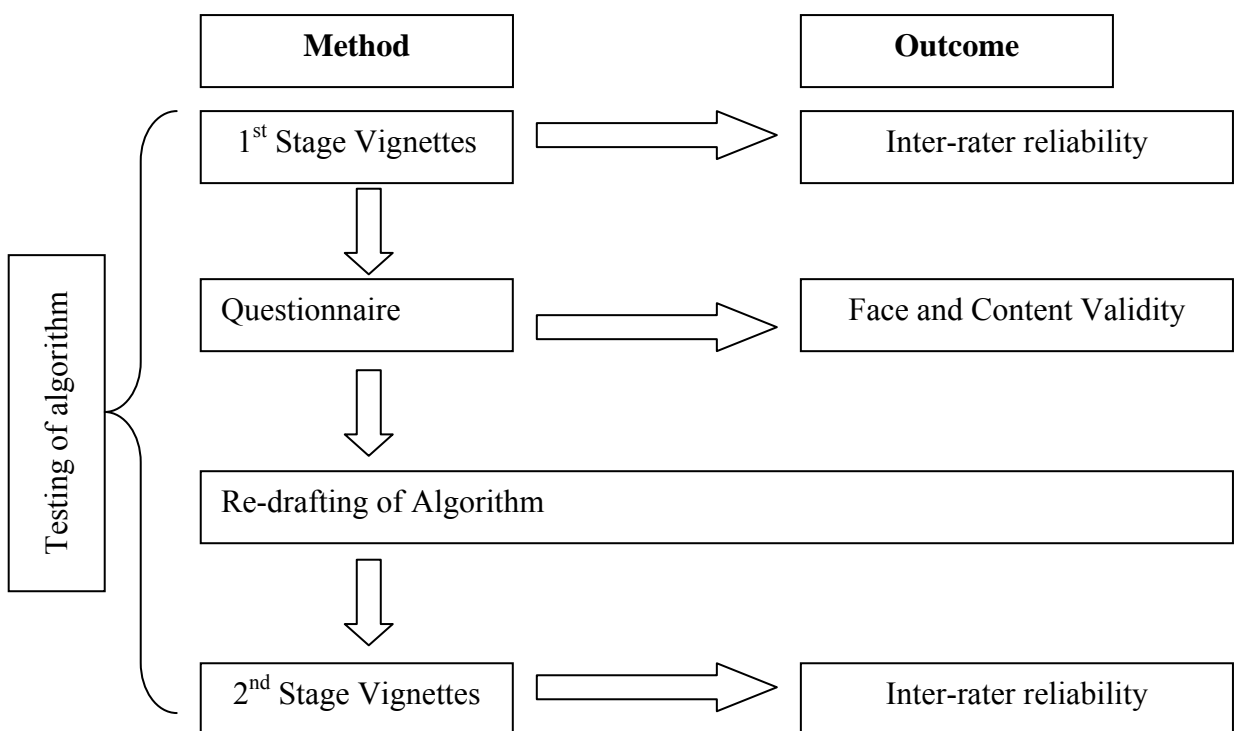 Method
Outcome
1st Stage Vignettes
Inter-rater reliability
Testing of algorithm
Questionnaire
Face and Content Validity
Re-drafting of Algorithm
2nd Stage Vignettes
Inter-rater reliability